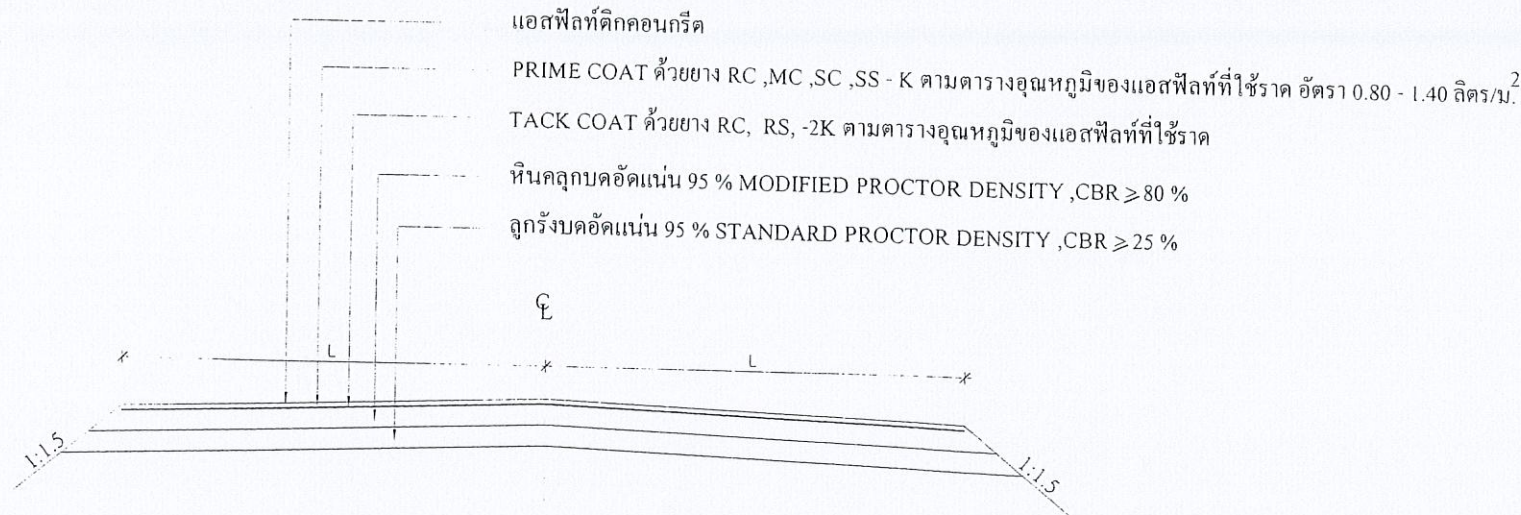 แอสฟัลท์ติกคอนกรีต
PRIME COAT ด้วยยาง RC ,MC ,SC ,SS - K ตามตารางอุณหภูมิของแอสฟัลท์ที่ใช้ราด อัตรา 0.80 - 1.40 ลิตร/ม.²
TACK COAT ด้วยยาง RC, RS, -2K ตามตารางอุณหภูมิของแอสฟัลท์ที่ใช้ราด
หินคลุกบดอัดแน่น 95 % MODIFIED PROCTOR DENSITY ,CBR ⩾ 80 %
ลูกรังบดอัดแน่น 95 % STANDARD PROCTOR DENSITY ,CBR ⩾ 25 %
℄
L L
1:1.5 1:1.5